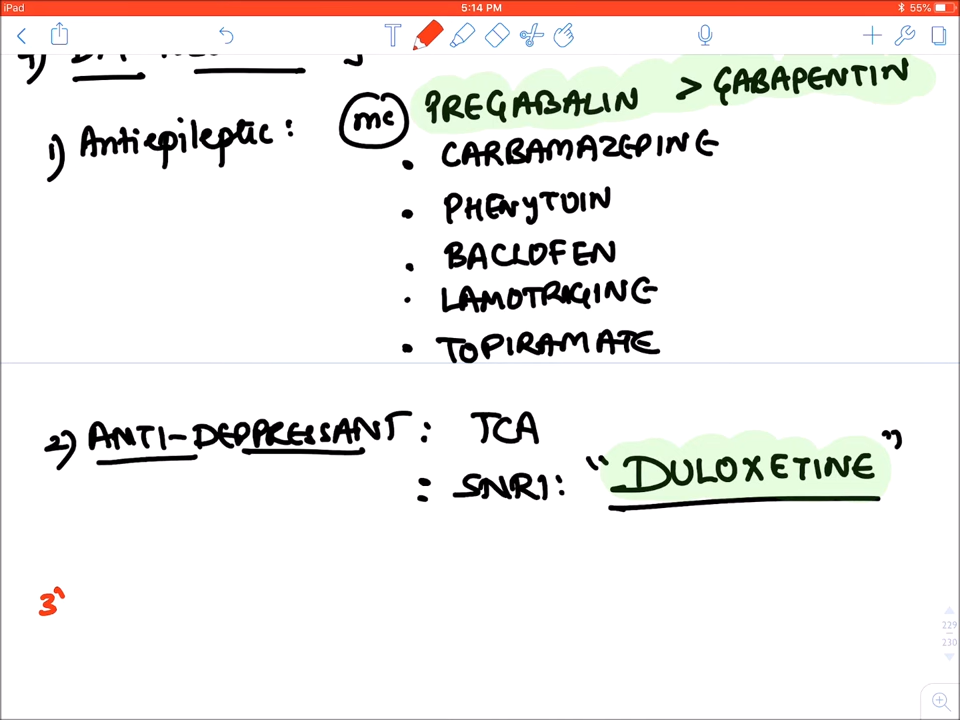 iPad 5:14 PM 55%
T
1) Antiepileptic: mc PREGABALIN > GABAPENTIN
• CARBAMAZEPINE
• PHENYTOIN
• BACLOFEN
• LAMOTRIGINE
• TOPIRAMATE
2) ANTI-DEPPRESSANT : TCA
: SNRI: "DULOXETINE"
3)
229
230